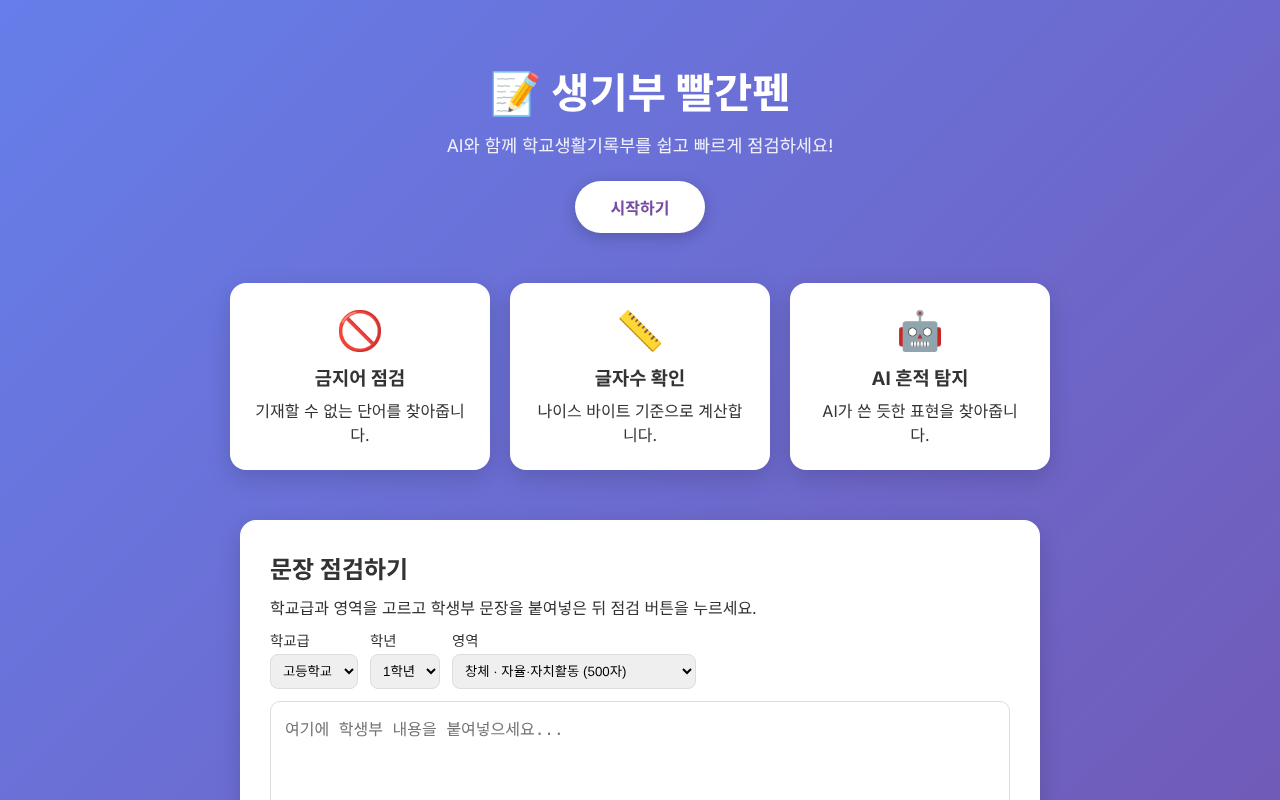 생기부 빨간펜
AI와 함께 학교생활기록부를 쉽고 빠르게 점검하세요!
시작하기
금지어 점검
기재할 수 없는 단어를 찾아줍니
다.
글자수 확인
나이스 바이트 기준으로 계산합
니다.
AI 흔적 탐지
AI가 쓴 듯한 표현을 찾아줍니
다.
문장 점검하기
학교급과 영역을 고르고 학생부 문장을 붙여넣은 뒤 점검 버튼을 누르세요.
학교급 학년 영역
고등학교 1학년 창체 · 자율·자치활동 (500자)
여기에 학생부 내용을 붙여넣으세요...